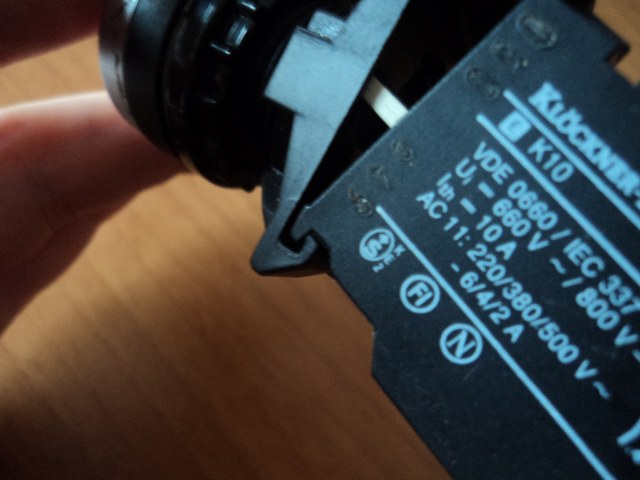 KLÖCKNER-
E K10
VDE 0660 / IEC 337
Ui = 660 V ~ / 800 V -
Ith = 10 A
AC 11: 220/380/500 V ~
- 6/4/2 A
FI
N